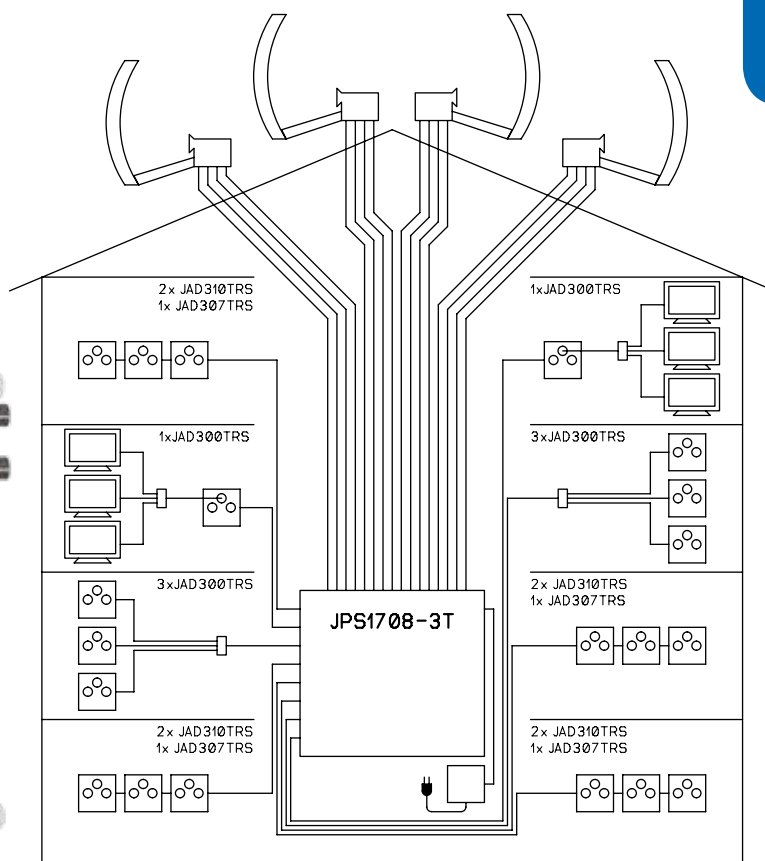 2x JAD310TRS
1x JAD307TRS
1xJAD300TRS
1xJAD300TRS
3xJAD300TRS
3xJAD300TRS
2x JAD310TRS
1x JAD307TRS
JPS1708-3T
2x JAD310TRS
1x JAD307TRS
2x JAD310TRS
1x JAD307TRS